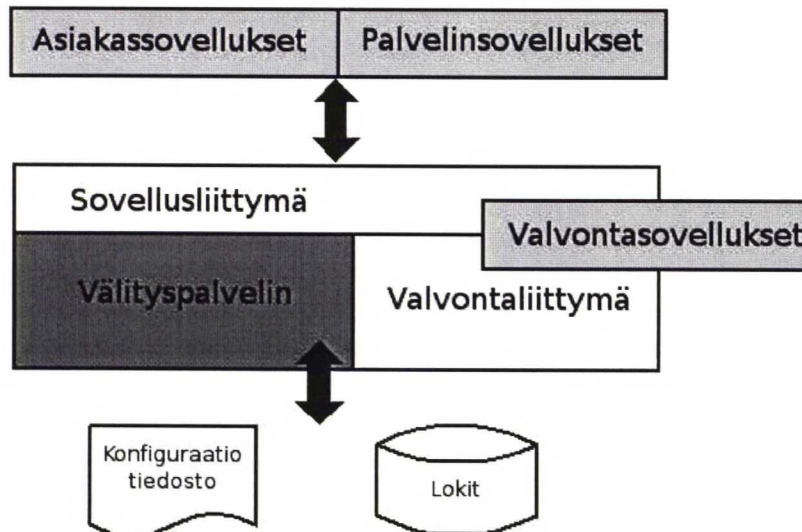 Asiakassovellukset Palvelinsovellukset
Sovellusliittymä
Valvontasovellukset
Välityspalvelin
Valvontaliittymä
Konfiguraatio
tiedosto
Lokit